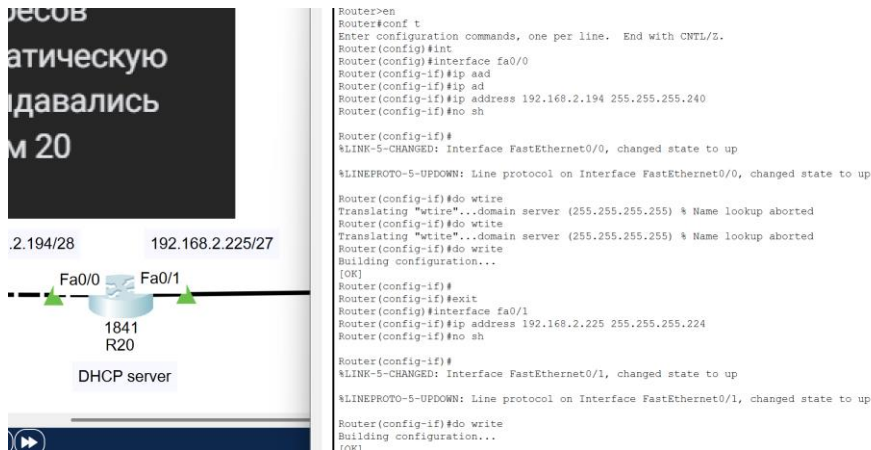 ресов
атическую
ыдавались
м 20
.2.194/28
192.168.2.225/27
Fa0/0
Fa0/1
1841
R20
DHCP server
Router>en
Router#conf t
Enter configuration commands, one per line.  End with CNTL/Z.
Router(config)#int
Router(config)#interface fa0/0
Router(config-if)#ip aad
Router(config-if)#ip ad
Router(config-if)#ip address 192.168.2.194 255.255.255.240
Router(config-if)#no sh
Router(config-if)#
%LINK-5-CHANGED: Interface FastEthernet0/0, changed state to up
%LINEPROTO-5-UPDOWN: Line protocol on Interface FastEthernet0/0, changed state to up
Router(config-if)#do wtire
Translating "wtire"...domain server (255.255.255.255) % Name lookup aborted
Router(config-if)#do wtite
Translating "wtite"...domain server (255.255.255.255) % Name lookup aborted
Router(config-if)#do write
Building configuration...
[OK]
Router(config-if)#
Router(config-if)#exit
Router(config)#interface fa0/1
Router(config-if)#ip address 192.168.2.225 255.255.255.224
Router(config-if)#no sh
Router(config-if)#
%LINK-5-CHANGED: Interface FastEthernet0/1, changed state to up
%LINEPROTO-5-UPDOWN: Line protocol on Interface FastEthernet0/1, changed state to up
Router(config-if)#do write
Building configuration...
[OK]